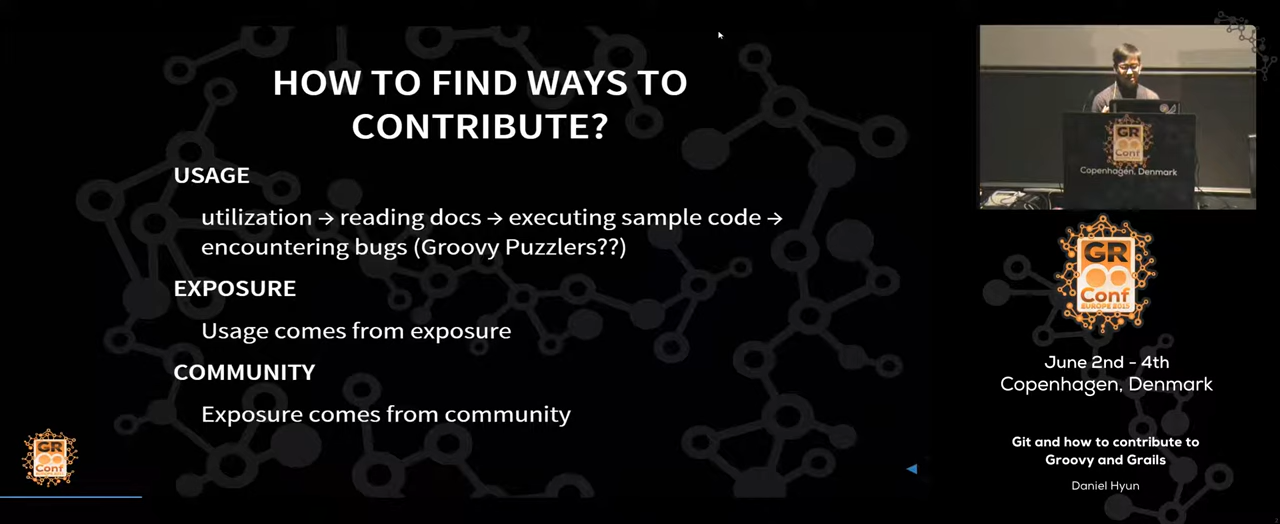 HOW TO FIND WAYS TO
CONTRIBUTE?
USAGE
utilization → reading docs → executing sample code →
encountering bugs (Groovy Puzzlers??)
EXPOSURE
Usage comes from exposure
COMMUNITY
Exposure comes from community
GR
Conf
GR
Conf
Copenhagen, Denmark
GR
Conf
EUROPE 2015
June 2nd - 4th
Copenhagen, Denmark
Git and how to contribute to
Groovy and Grails
Daniel Hyun